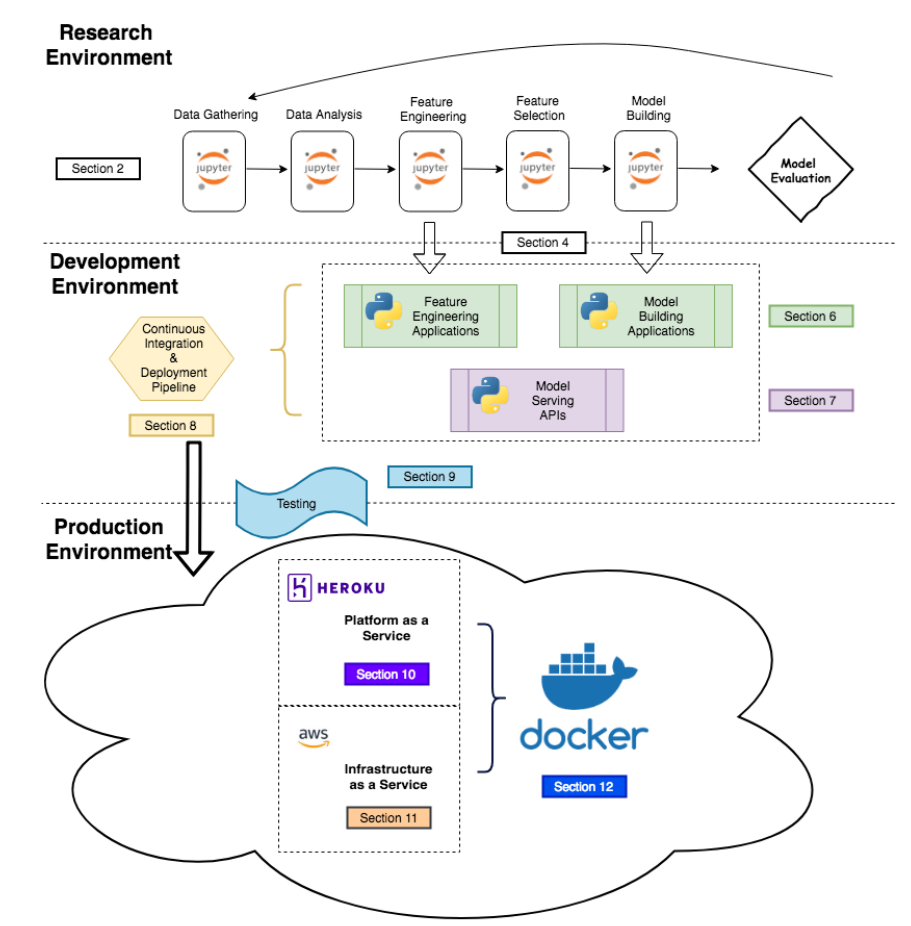 Research
Environment
Data Gathering
Data Analysis
Feature
Engineering
Feature
Selection
Model
Building
Section 2
jupyter
jupyter
jupyter
jupyter
jupyter
Model
Evaluation
Section 4
Development
Environment
Continuous
Integration
&
Deployment
Pipeline
Feature
Engineering
Applications
Model
Building
Applications
Section 6
Model
Serving
APIs
Section 7
Section 8
Section 9
Testing
Production
Environment
HEROKU
Platform as a
Service
Section 10
aws
Infrastructure
as a Service
Section 11
docker
Section 12